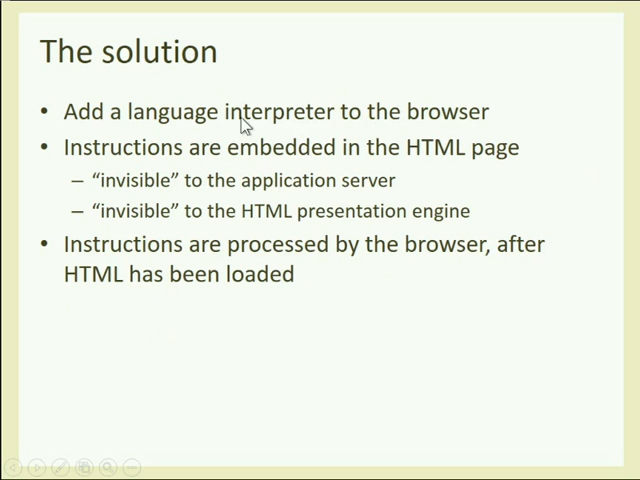 The solution
• Add a language interpreter to the browser
• Instructions are embedded in the HTML page
– “invisible” to the application server
– “invisible” to the HTML presentation engine
• Instructions are processed by the browser, after
HTML has been loaded